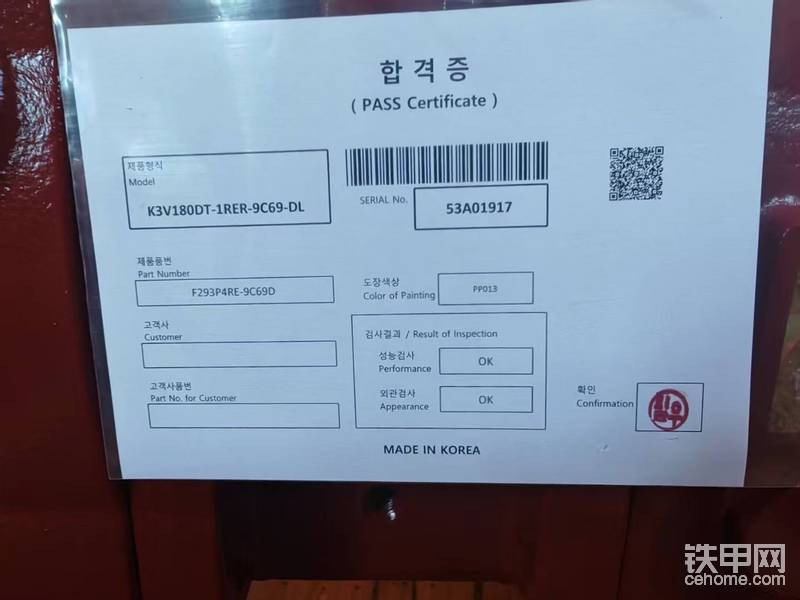 합격증
( PASS Certificate )
제품형식
Model
K3V180DT-1RER-9C69-DL
SERIAL No.
53A01917
제품품번
Part Number
F293P4RE-9C69D
도장색상
Color of Painting
PP013
고객사
Customer
고객사품번
Part No. for Customer
검사결과 / Result of Inspection
성능검사
Performance
OK
외관검사
Appearance
OK
확인
Confirmation
MADE IN KOREA
铁甲网
cehome.com